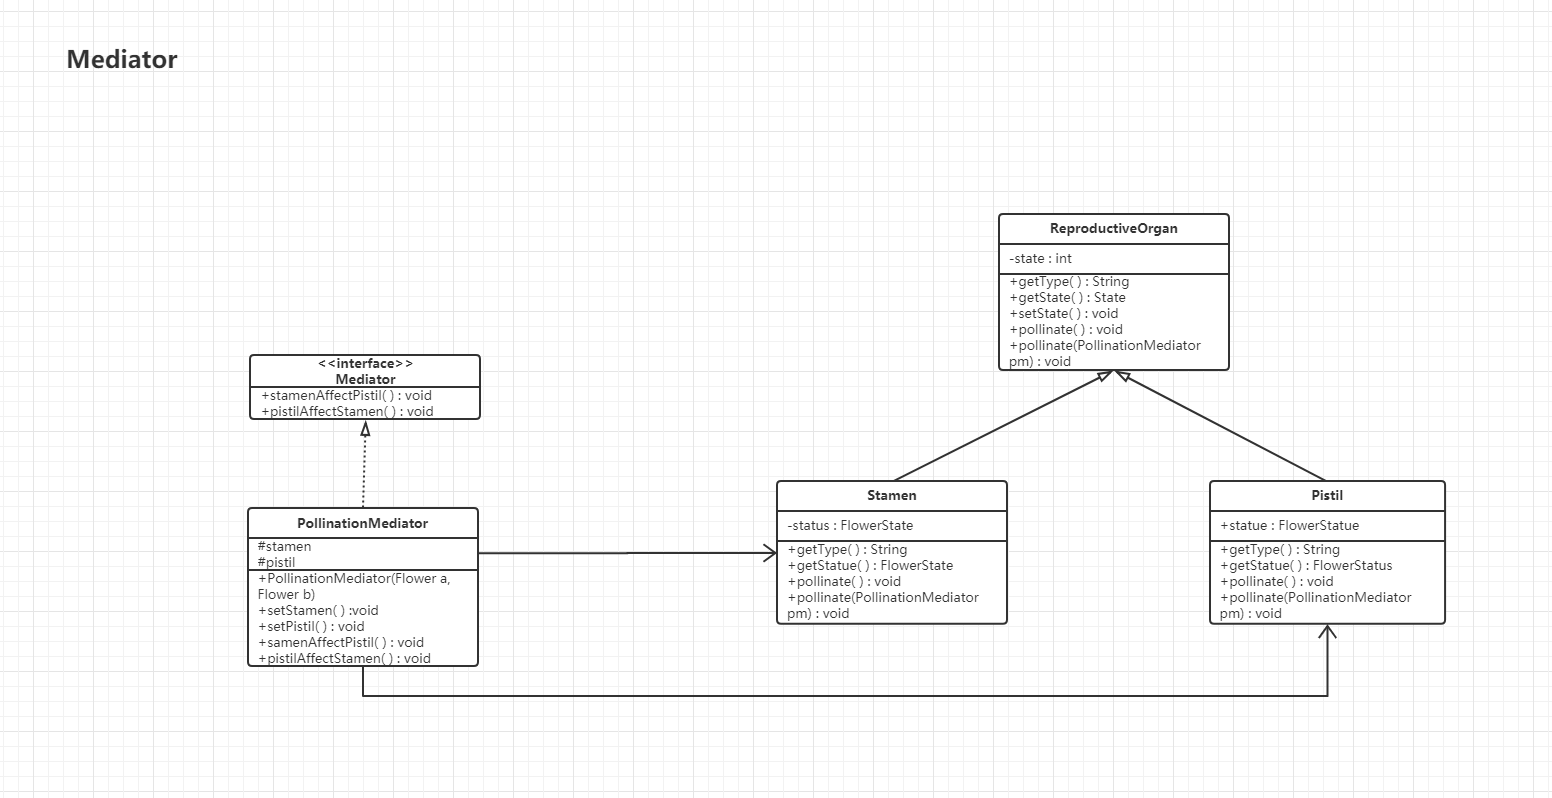 Mediator
ReproductiveOrgan
-state : int
+getType( ) : String
+getState( ) : State
+setState( ) : void
+pollinate( ) : void
+pollinate(PollinationMediator
pm) : void
<<interface>>
Mediator
+stamenAffectPistil( ) : void
+pistilAffectStamen( ) : void
PollinationMediator
#stamen
#pistil
+PollinationMediator(Flower a,
Flower b)
+setStamen( ) :void
+setPistil( ) : void
+samenAffectPistil( ) : void
+pistilAffectStamen( ) : void
Stamen
-status : FlowerState
+getType( ) : String
+getStatue( ) : FlowerState
+pollinate( ) : void
+pollinate(PollinationMediator
pm) : void
Pistil
+statue : FlowerStatue
+getType( ) : String
+getStatue( ) : FlowerStatus
+pollinate( ) : void
+pollinate(PollinationMediator
pm) : void